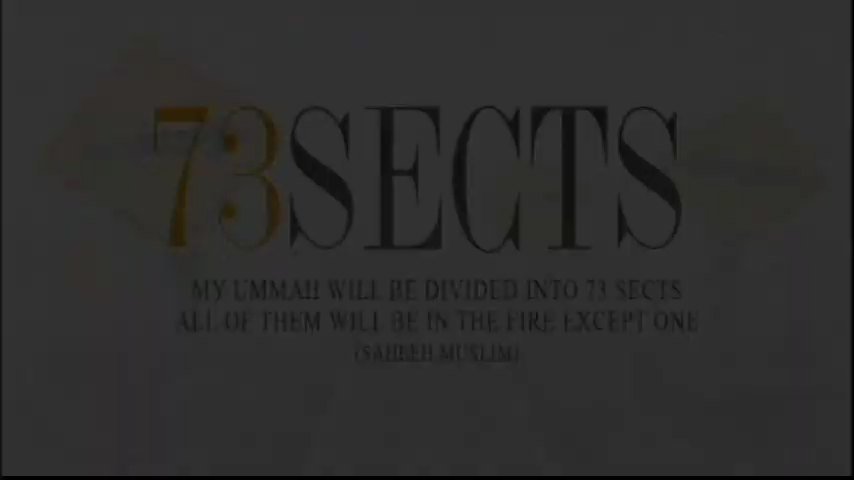 73SECTS
MY UMMAH WILL BE DIVIDED INTO 73 SECTS
ALL OF THEM WILL BE IN THE FIRE EXCEPT ONE
(SAHEEH MUSLIM)